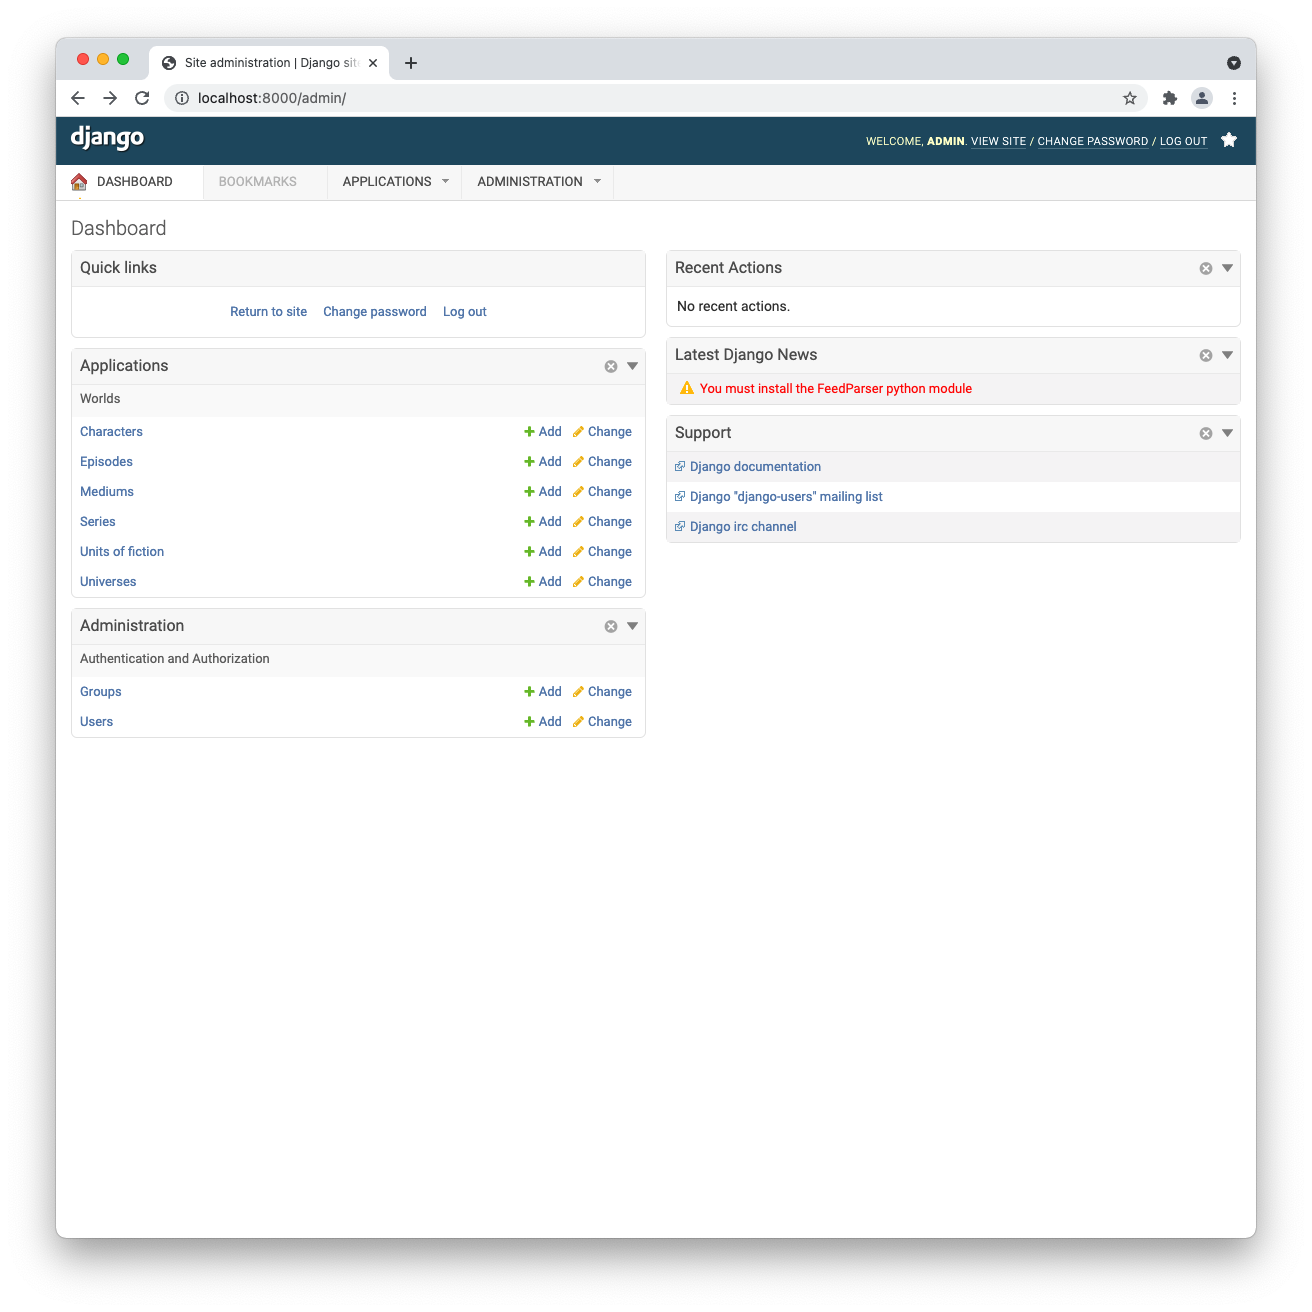 Site administration | Django sit
localhost:8000/admin/
django
WELCOME, ADMIN. VIEW SITE / CHANGE PASSWORD / LOG OUT
DASHBOARD
BOOKMARKS
APPLICATIONS
ADMINISTRATION
Dashboard
Quick links
Return to site Change password Log out
Applications
Worlds
Characters Add Change
Episodes Add Change
Mediums Add Change
Series Add Change
Units of fiction Add Change
Universes Add Change
Administration
Authentication and Authorization
Groups Add Change
Users Add Change
Recent Actions
No recent actions.
Latest Django News
You must install the FeedParser python module
Support
Django documentation
Django "django-users" mailing list
Django irc channel